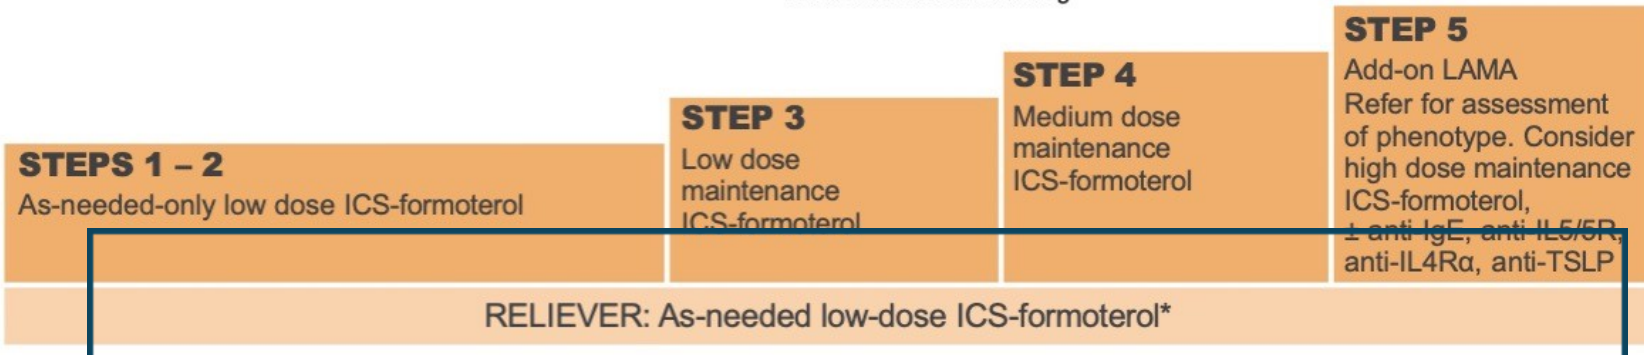 STEPS 1 – 2
As-needed-only low dose ICS-formoterol
STEP 3
Low dose
maintenance
ICS-formoterol
STEP 4
Medium dose
maintenance
ICS-formoterol
STEP 5
Add-on LAMA
Refer for assessment
of phenotype. Consider
high dose maintenance
ICS-formoterol,
± anti-IgE, anti-IL5/5R,
anti-IL4Rα, anti-TSLP
RELIEVER: As-needed low-dose ICS-formoterol*